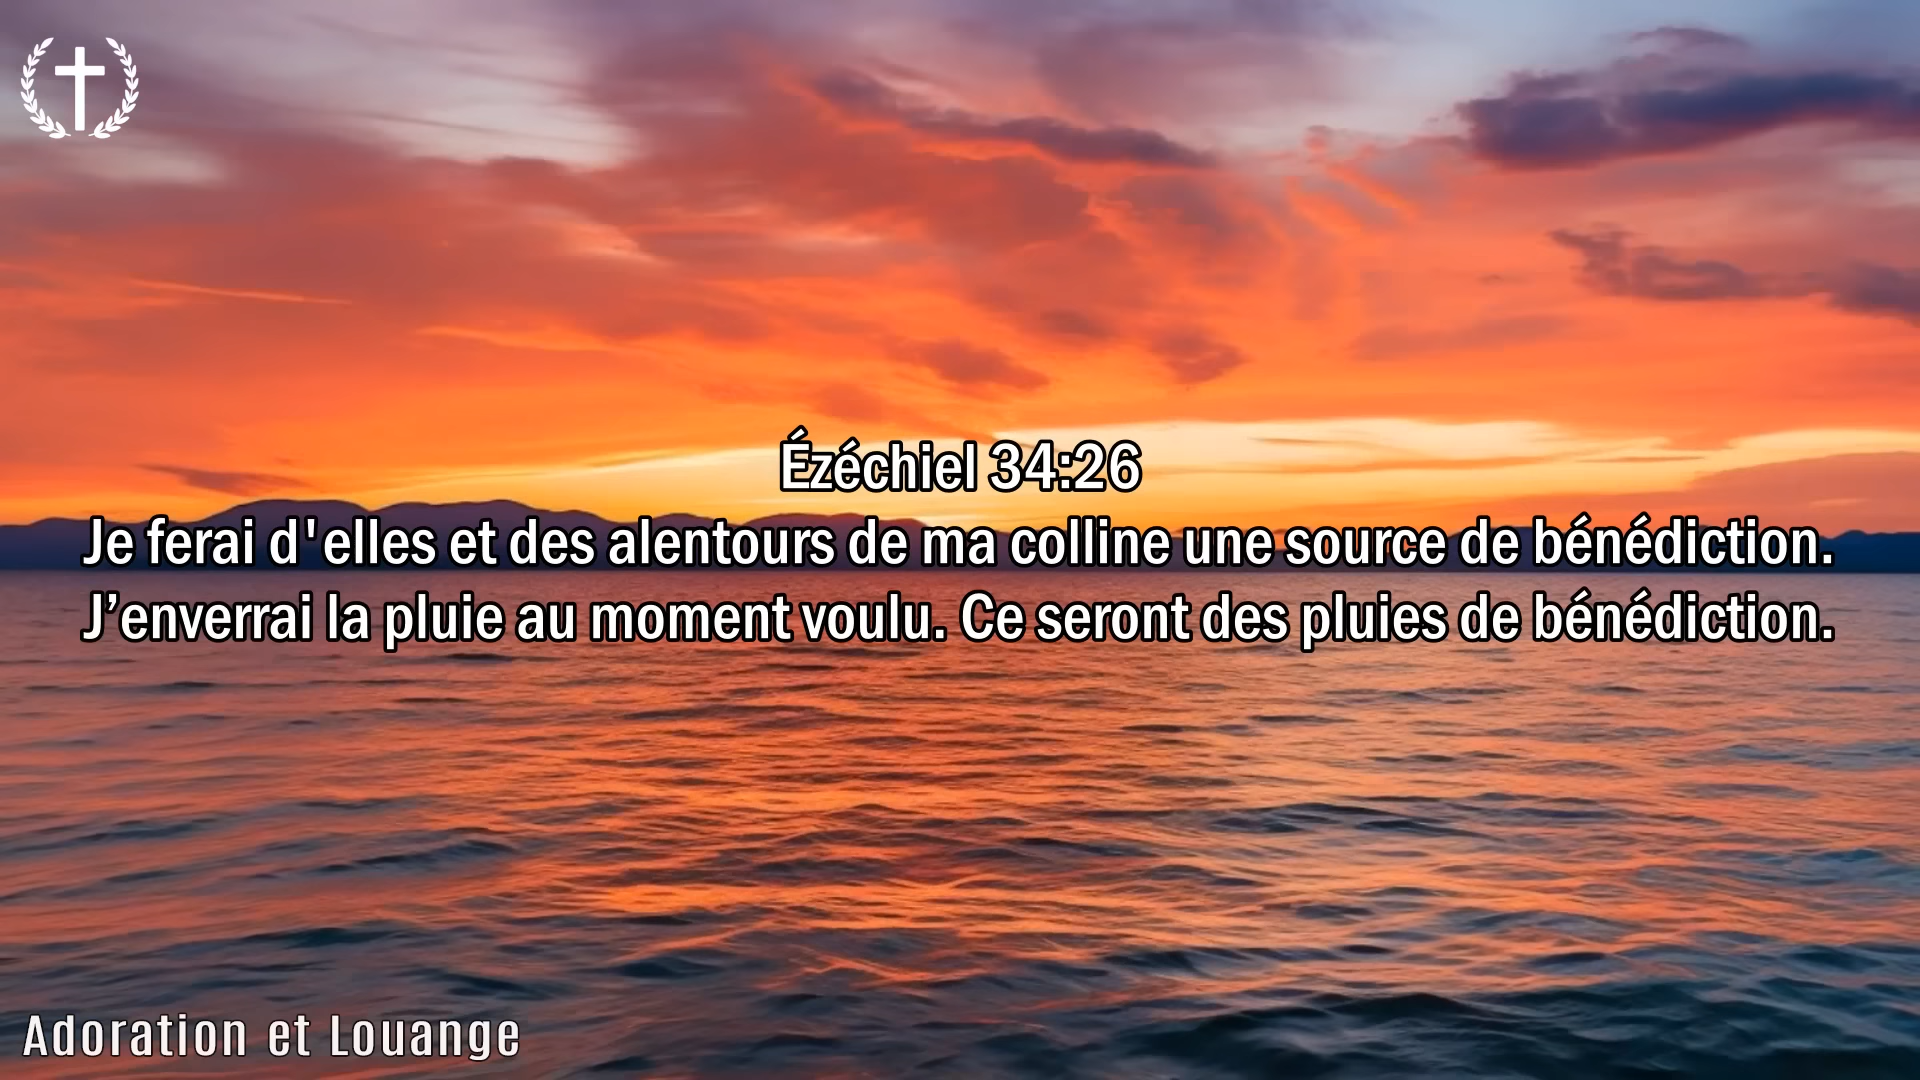 Ézéchiel 34:26
Je ferai d'elles et des alentours de ma colline une source de bénédiction.
J’enverrai la pluie au moment voulu. Ce seront des pluies de bénédiction.
Adoration et Louange